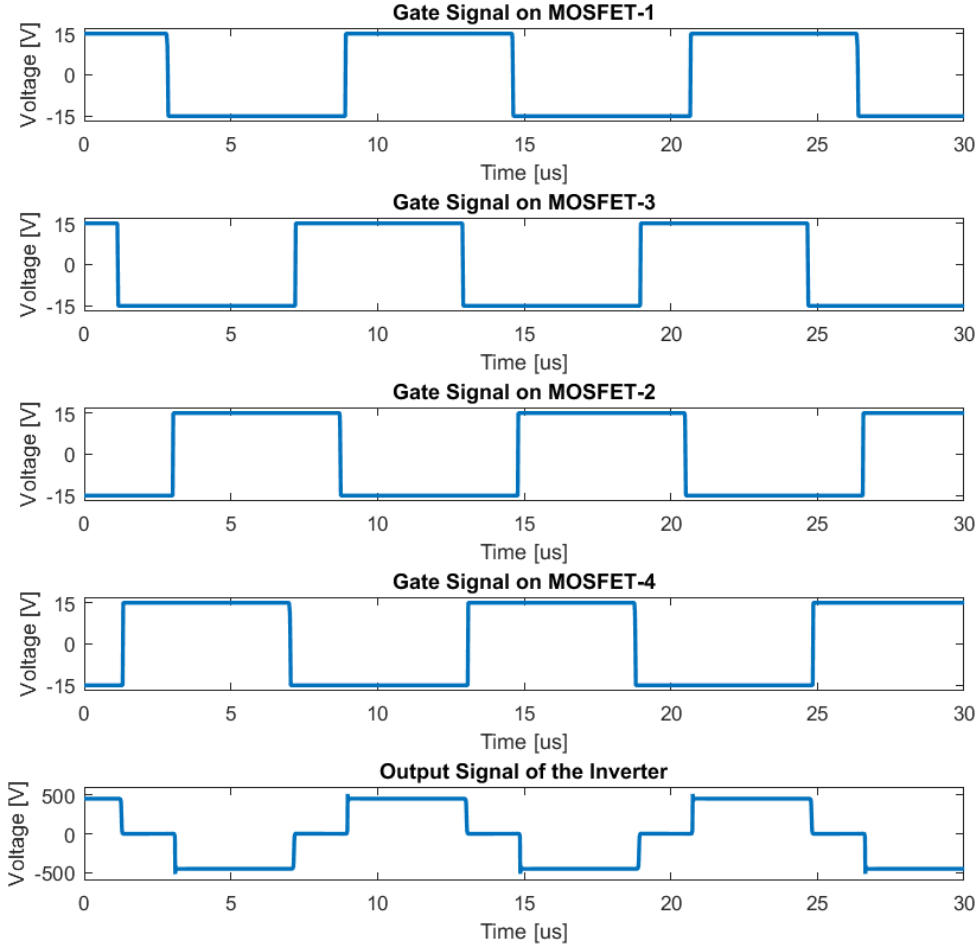 Gate Signal on MOSFET-1
Voltage [V]
15
0
-15
0 5 10 15 20 25 30
Time [us]
Gate Signal on MOSFET-3
Voltage [V]
15
0
-15
0 5 10 15 20 25 30
Time [us]
Gate Signal on MOSFET-2
Voltage [V]
15
0
-15
0 5 10 15 20 25 30
Time [us]
Gate Signal on MOSFET-4
Voltage [V]
15
0
-15
0 5 10 15 20 25 30
Time [us]
Output Signal of the Inverter
Voltage [V]
500
0
-500
0 5 10 15 20 25 30
Time [us]